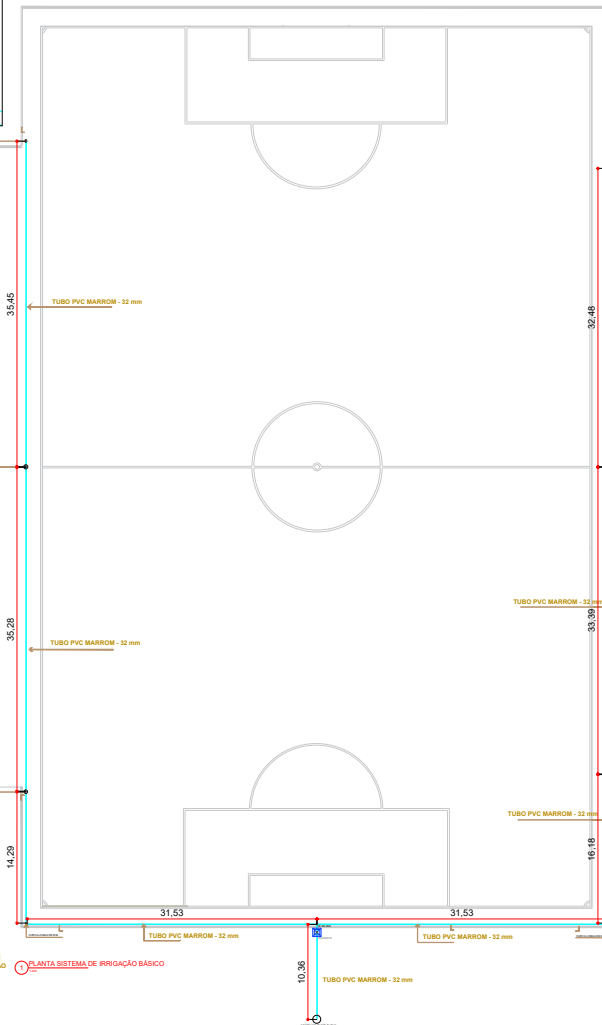 35,45
TUBO PVC MARROM - 32 mm
32,48
TUBO PVC MARROM - 32 mm
33,39
35,28
TUBO PVC MARROM - 32 mm
TUBO PVC MARROM - 32 mm
14,29
16,18
31,53
31,53
TUBO PVC MARROM - 32 mm
TUBO PVC MARROM - 32 mm
1
PLANTA SISTEMA DE IRRIGAÇÃO BÁSICO
10,36
TUBO PVC MARROM - 32 mm